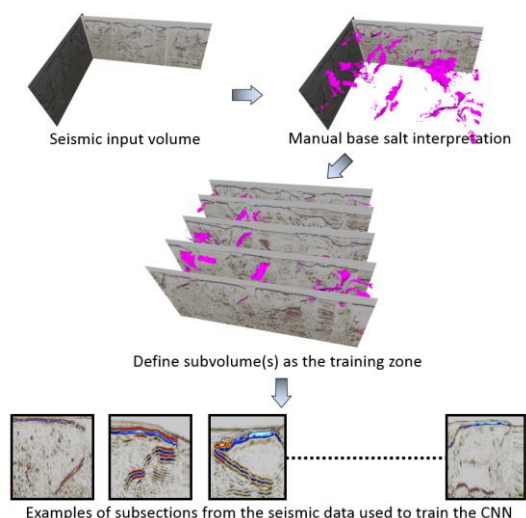 Seismic input volume
Manual base salt interpretation
Define subvolume(s) as the training zone
Examples of subsections from the seismic data used to train the CNN